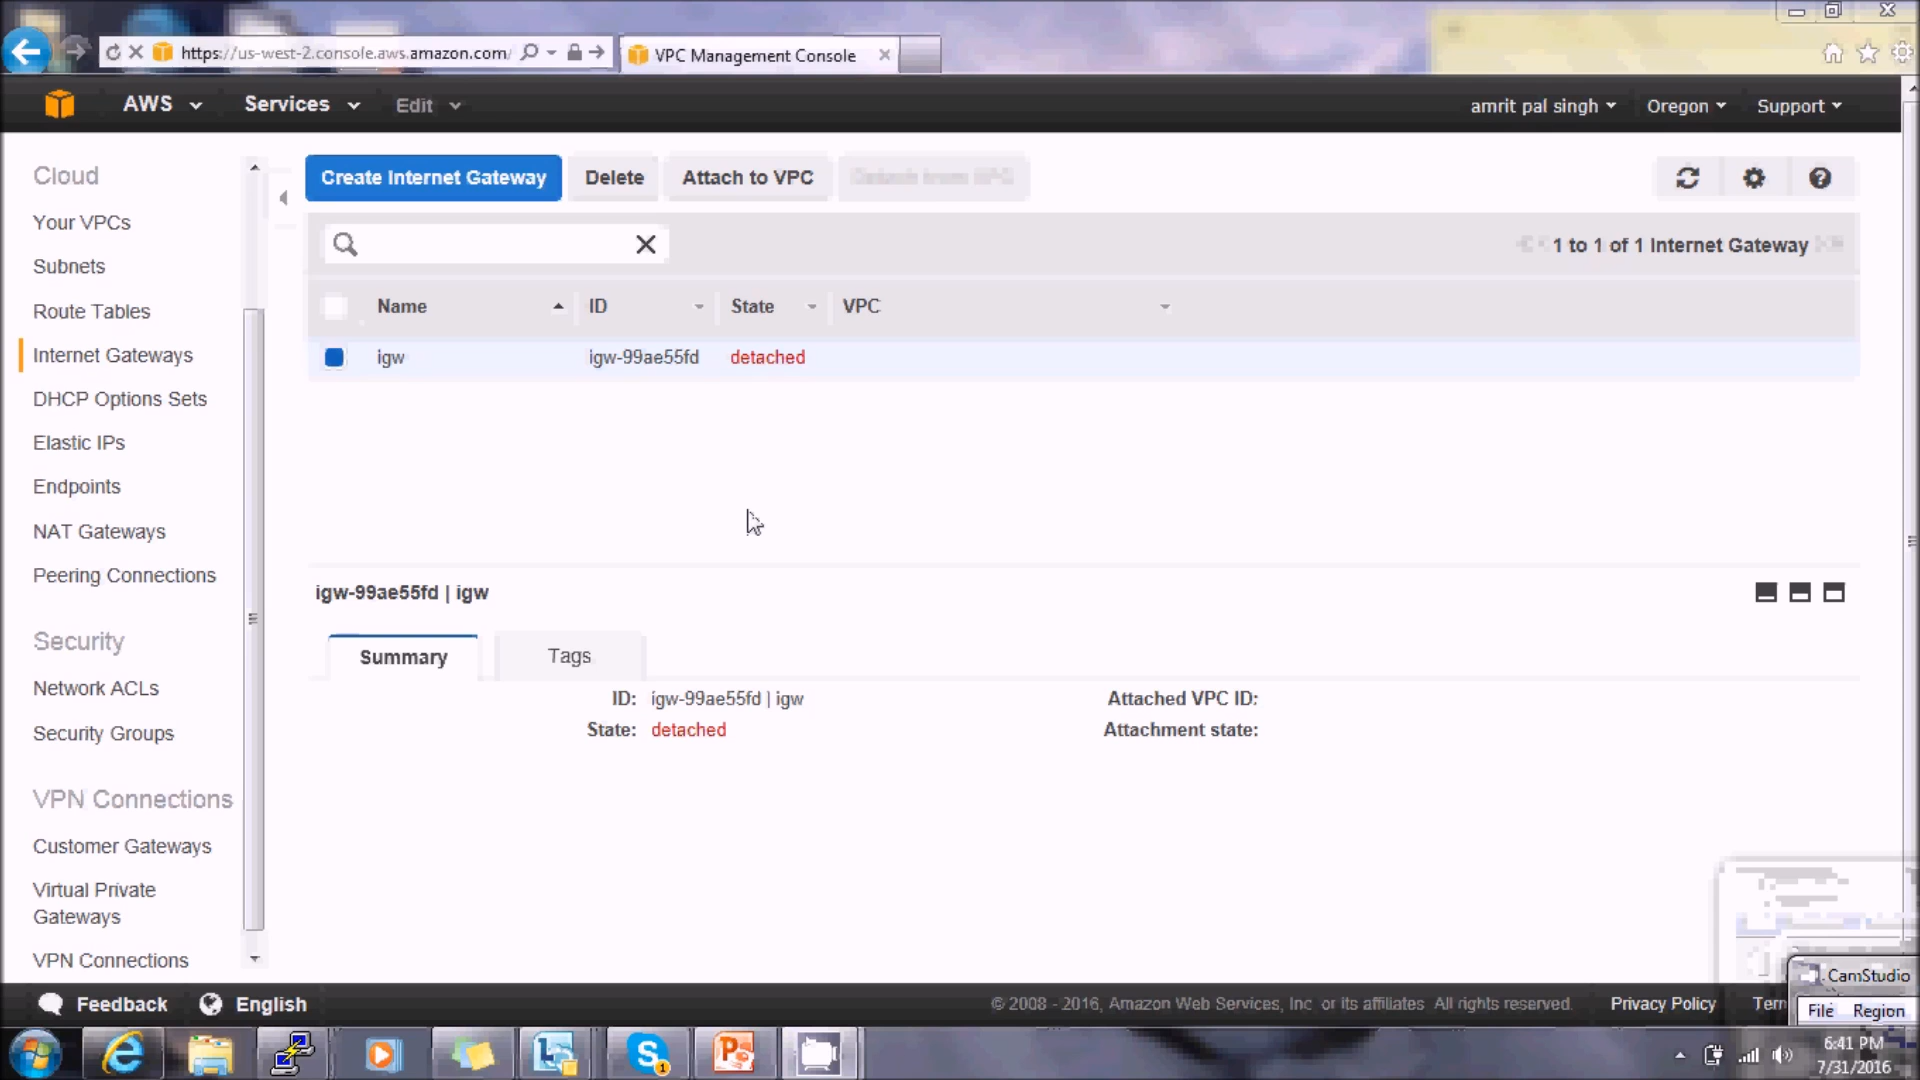 https://us-west-2.console.aws.amazon.com/
VPC Management Console
AWS
Services
Edit
amrit pal singh
Oregon
Support
Cloud
Your VPCs
Subnets
Route Tables
Internet Gateways
DHCP Options Sets
Elastic IPs
Endpoints
NAT Gateways
Peering Connections
Security
Network ACLs
Security Groups
VPN Connections
Customer Gateways
Virtual Private
Gateways
VPN Connections
Create Internet Gateway
Delete
Attach to VPC
1 to 1 of 1 Internet Gateway
Name
ID
State
VPC
igw
igw-99ae55fd
detached
igw-99ae55fd | igw
Summary
Tags
ID: igw-99ae55fd | igw
State: detached
Attached VPC ID:
Attachment state:
CamStudio
File Region
Feedback
English
© 2008 - 2016, Amazon Web Services, Inc. or its affiliates. All rights reserved.
Privacy Policy
Tern
6:41 PM
7/31/2016